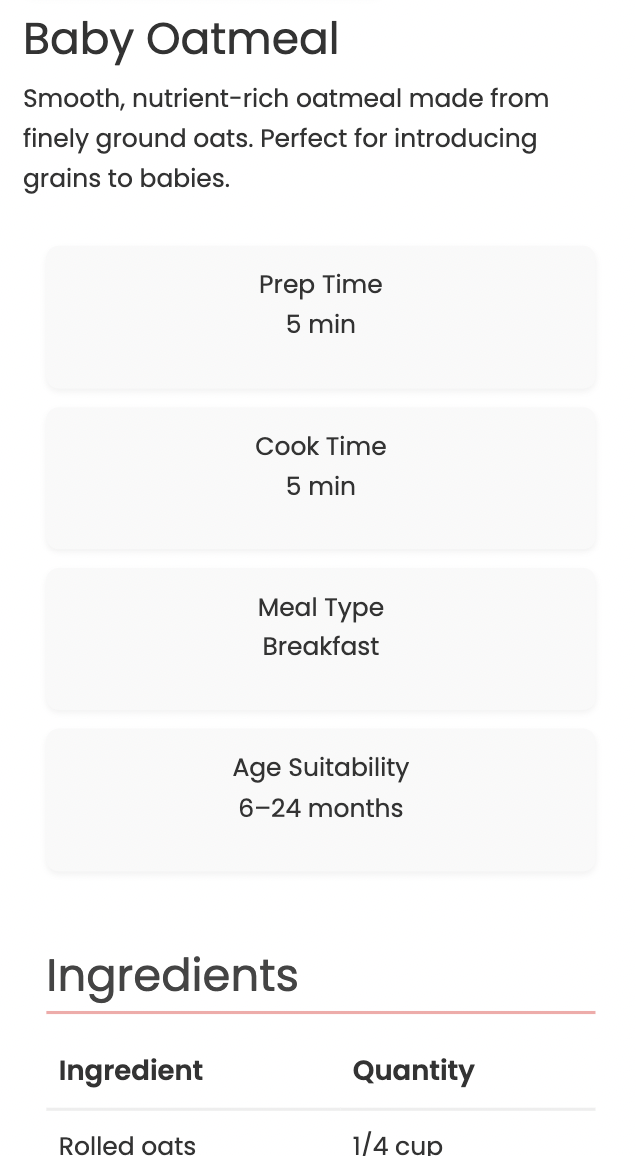 Baby Oatmeal
Smooth, nutrient-rich oatmeal made from
finely ground oats. Perfect for introducing
grains to babies.
Prep Time
5 min
Cook Time
5 min
Meal Type
Breakfast
Age Suitability
6–24 months
Ingredients
Ingredient Quantity
Rolled oats 1/4 cup